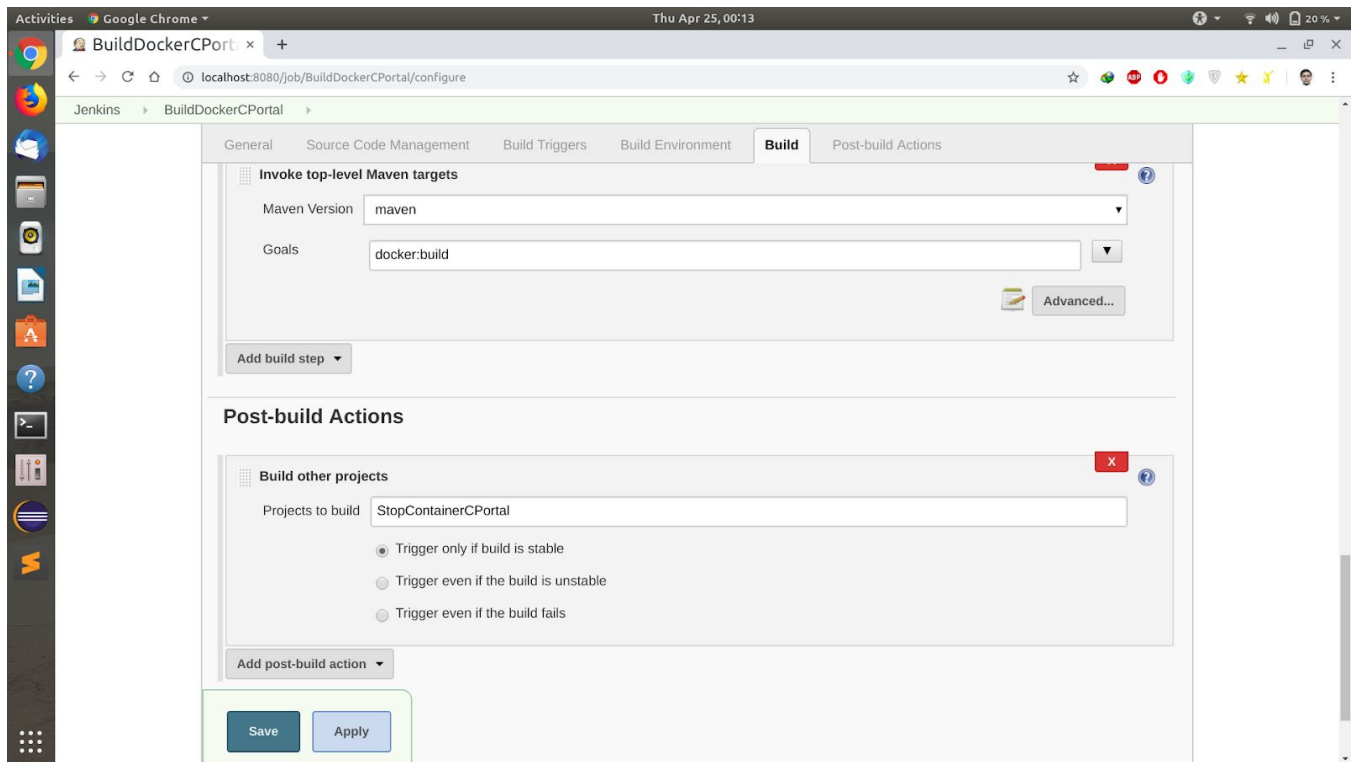 Activities Google Chrome Thu Apr 25, 00:13 20 %
BuildDockerCPort
localhost:8080/job/BuildDockerCPortal/configure
Jenkins BuildDockerCPortal
General Source Code Management Build Triggers Build Environment Build Post-build Actions
Invoke top-level Maven targets
Maven Version maven
Goals docker:build
Advanced...
Add build step
Post-build Actions
X
Build other projects
Projects to build StopContainerCPortal
Trigger only if build is stable
Trigger even if the build is unstable
Trigger even if the build fails
Add post-build action
Save Apply